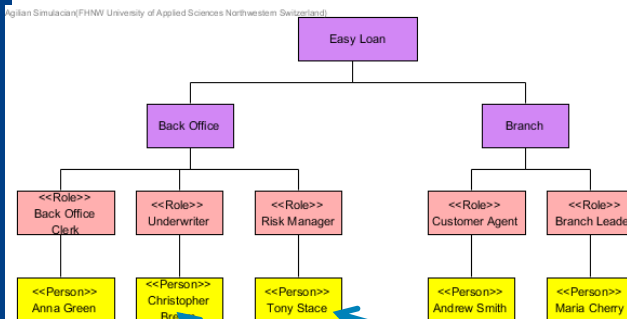 Agilian Simulacian(FHNW University of Applied Sciences Northwestern Switzerland)
Easy Loan
Back Office
Branch
<<Role>>
Back Office
Clerk
<<Role>>
Underwriter
<<Role>>
Risk Manager
<<Role>>
Customer Agent
<<Role>>
Branch Leade
<<Person>>
Anna Green
<<Person>>
Christopher
<<Person>>
Tony Stace
<<Person>>
Andrew Smith
<<Person>>
Maria Cherry